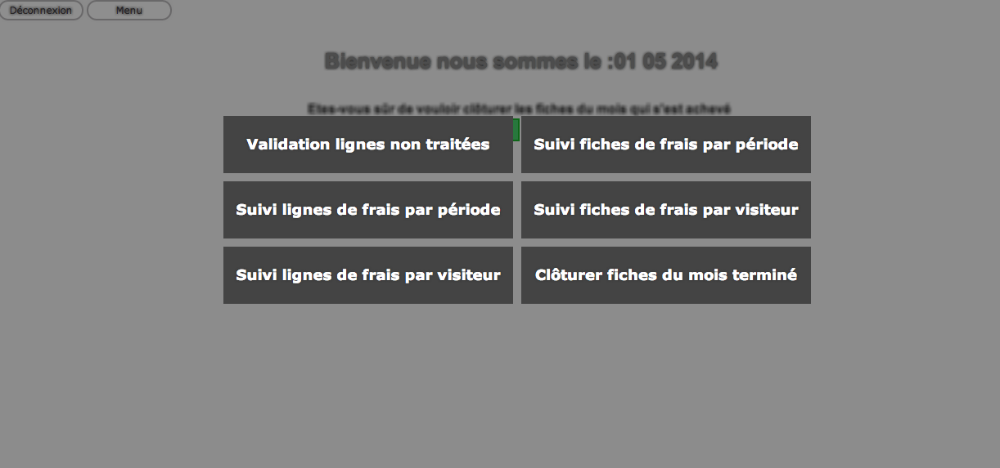 Déconnexion Menu
Bienvenue nous sommes le :01 05 2014
Etes-vous sûr de vouloir clôturer les fiches du mois qui s'est achevé
Validation lignes non traitées Suivi fiches de frais par période
Suivi lignes de frais par période Suivi fiches de frais par visiteur
Suivi lignes de frais par visiteur Clôturer fiches du mois terminé